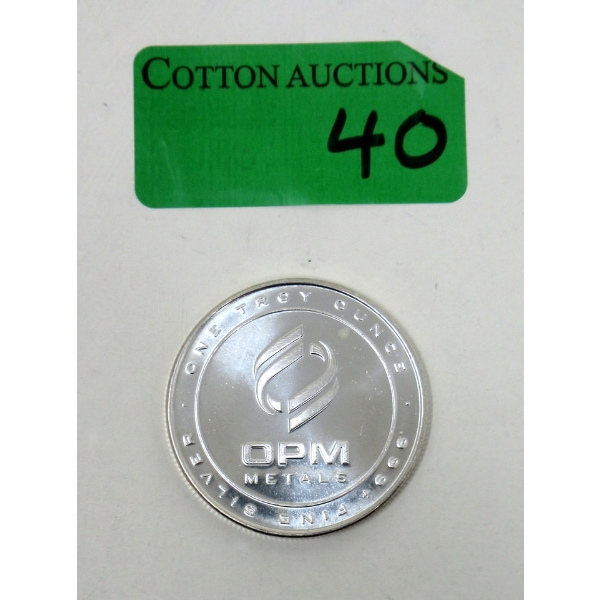 COTTON AUCTIONS
40
· ONE TROY OUNCE ·
OPM
METALS
.999+ FINE SILVER